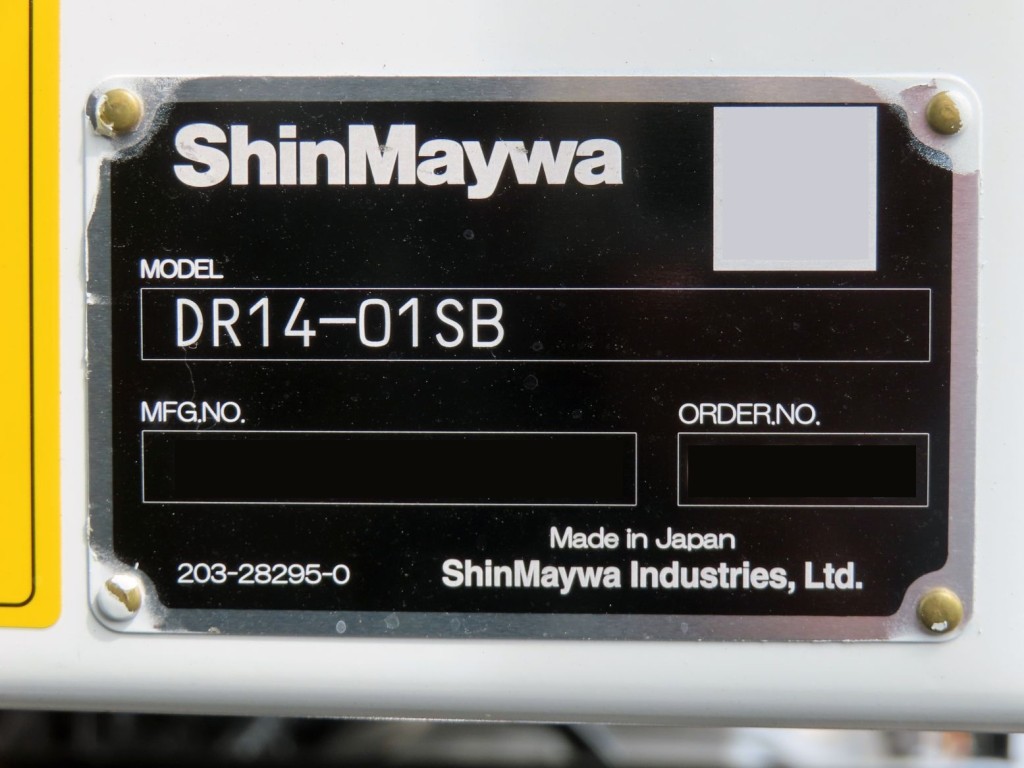 ShinMaywa
MODEL
DR14-01SB
MFG.NO.
ORDER.NO.
Made in Japan
203-28295-0
ShinMaywa Industries, Ltd.